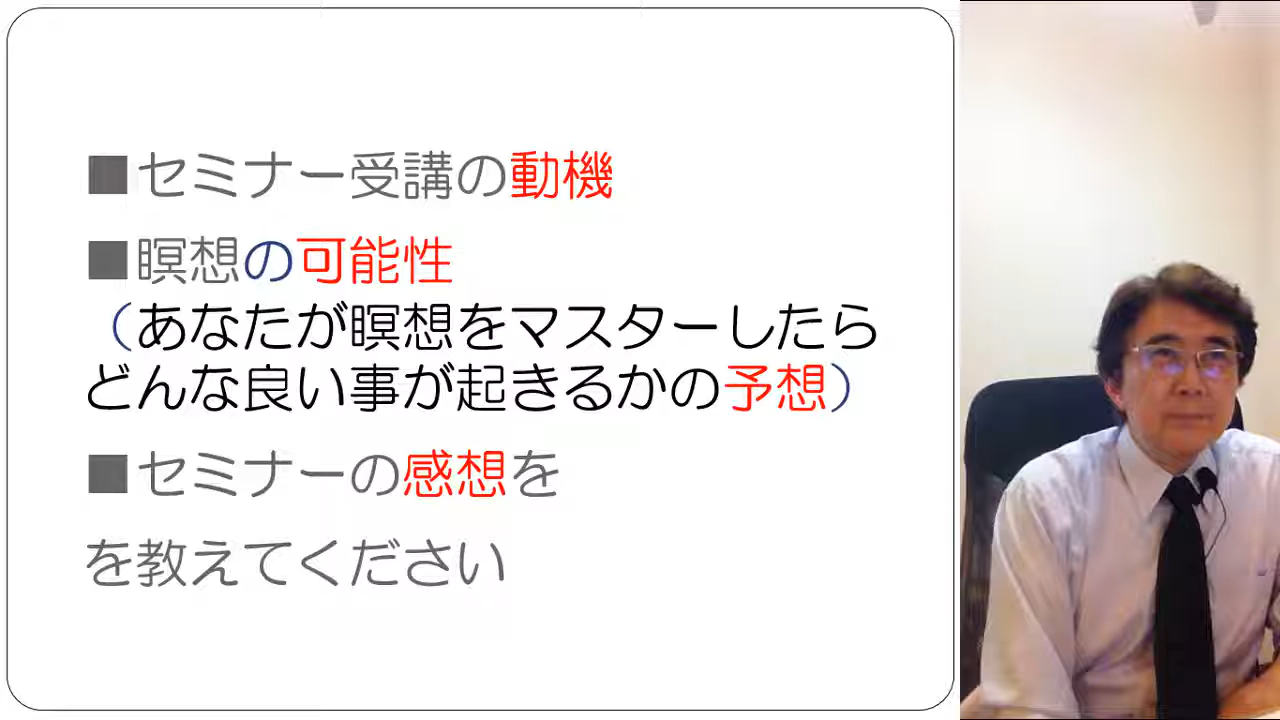 ■セミナー受講の動機
■瞑想の可能性
（あなたが瞑想をマスターしたら
どんな良い事が起きるかの予想）
■セミナーの感想を
を教えてください